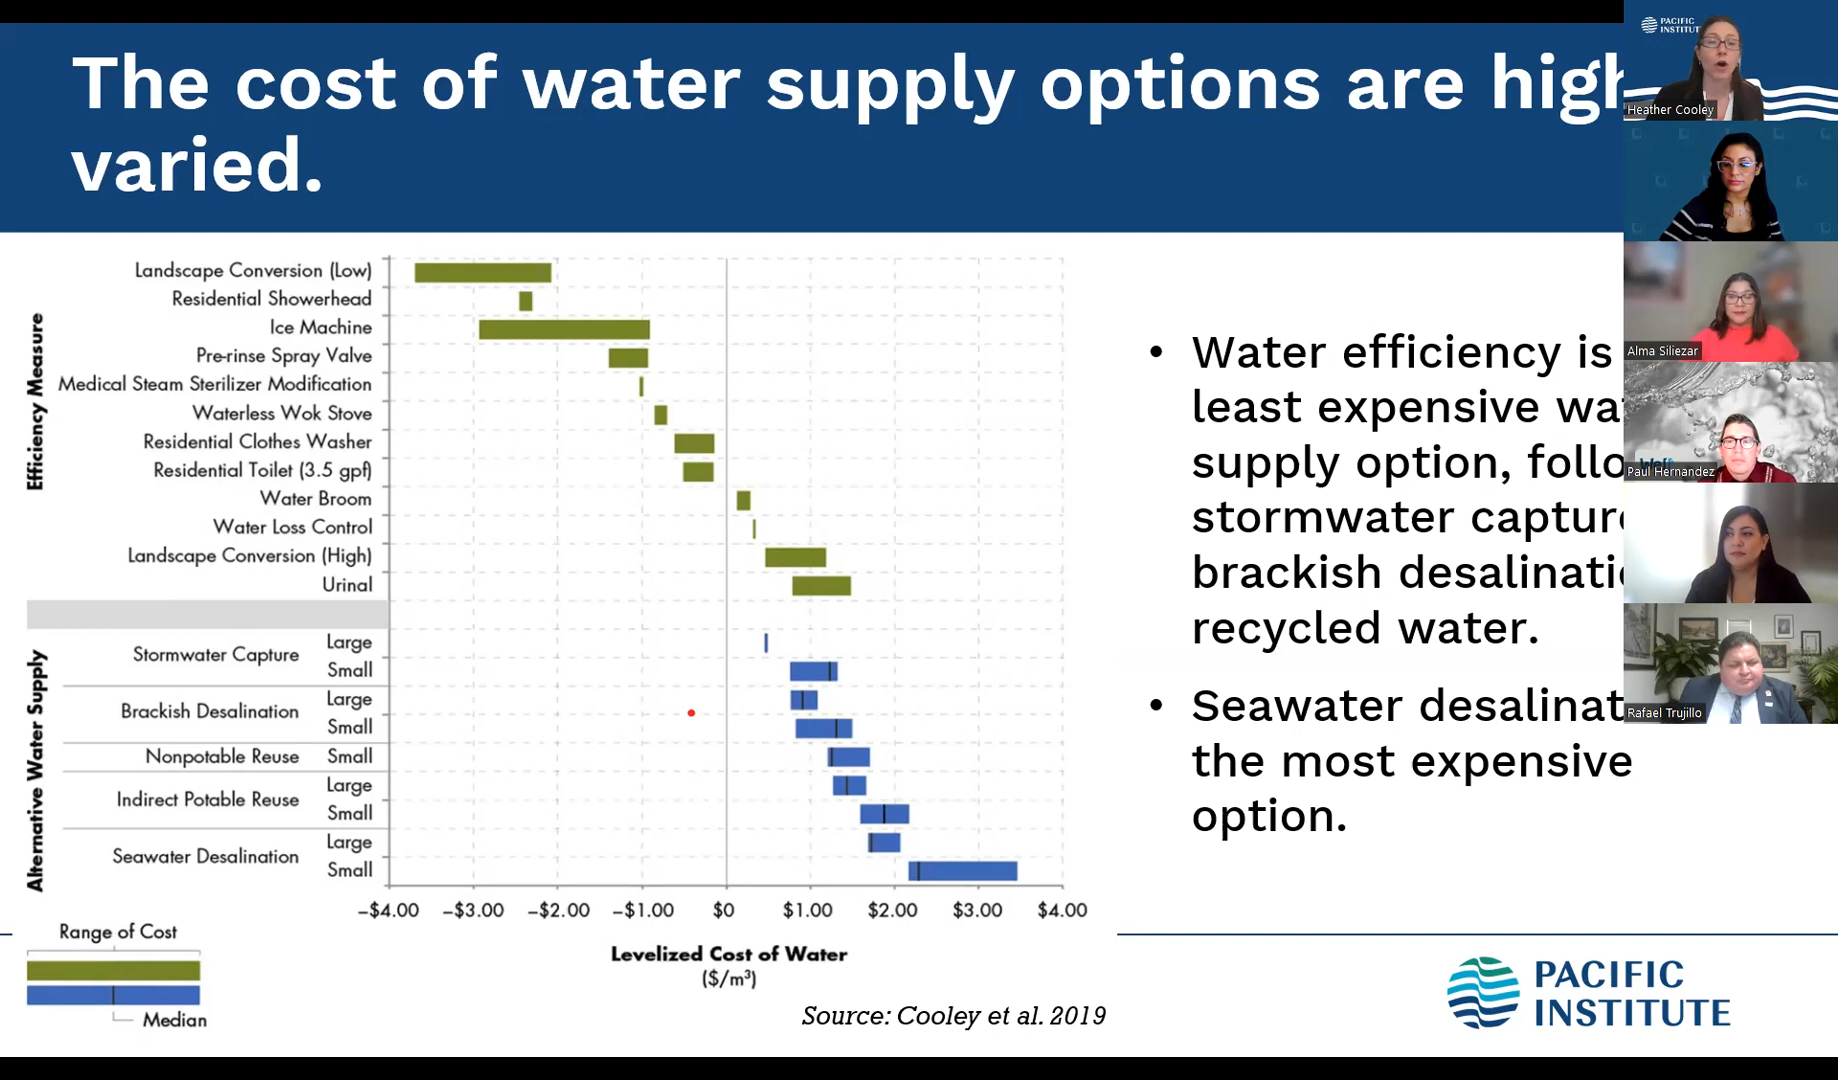 The cost of water supply options are high
varied.
PACIFIC
INSTITUT
Heather Cooley
Alma Siliezar
Paul Hernandez
Rafael Trujillo
Efficiency Measure
Landscape Conversion (Low)
Residential Showerhead
Ice Machine
Pre-rinse Spray Valve
Medical Steam Sterilizer Modification
Waterless Wok Stove
Residential Clothes Washer
Residential Toilet (3.5 gpf)
Water Broom
Water Loss Control
Landscape Conversion (High)
Urinal
Alternative Water Supply
Stormwater Capture
Large
Small
Brackish Desalination
Large
Small
Nonpotable Reuse
Small
Indirect Potable Reuse
Large
Small
Seawater Desalination
Large
Small
–$4.00 –$3.00 –$2.00 –$1.00 $0 $1.00 $2.00 $3.00 $4.00
Levelized Cost of Water
($/m³)
Range of Cost
Median
Source: Cooley et al. 2019
• Water efficiency is
least expensive wa
supply option, follo
stormwater capture
brackish desalinati
recycled water.
• Seawater desalinat
the most expensive
option.
PACIFIC
INSTITUTE